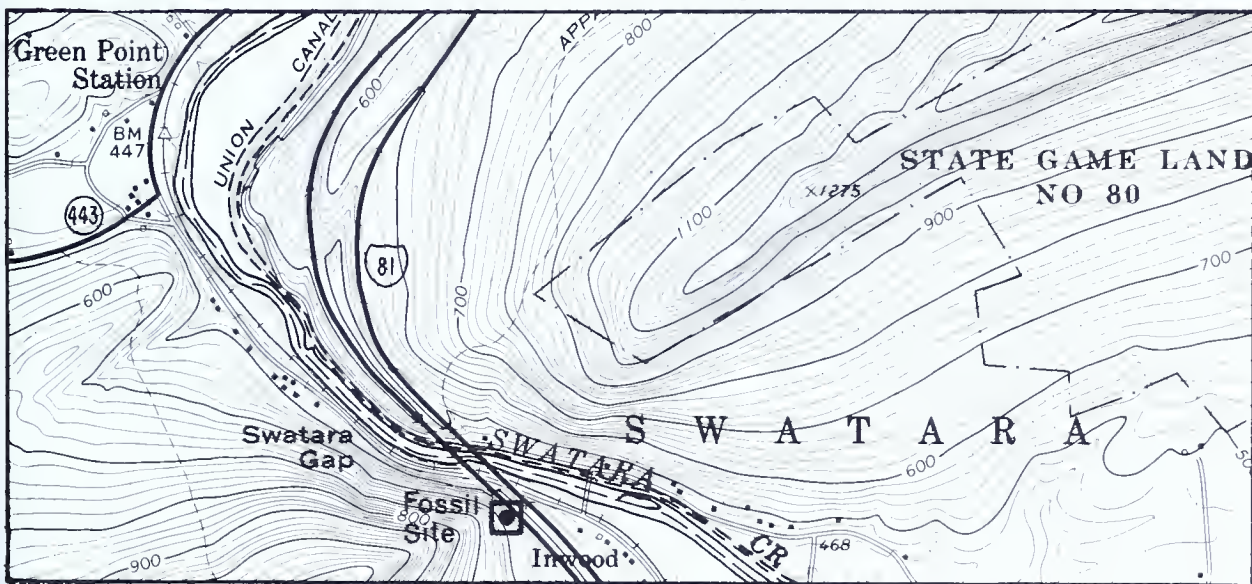 Green Point
Station
UNION CANAL
600
800
BM
447
STATE GAME LAND
NO 80
×1275
1100
900
443
81
700
700
600
Swatara
Gap
SWATARA
SWATARA CR
600
Fossil
Site
800
Inwood
468
900